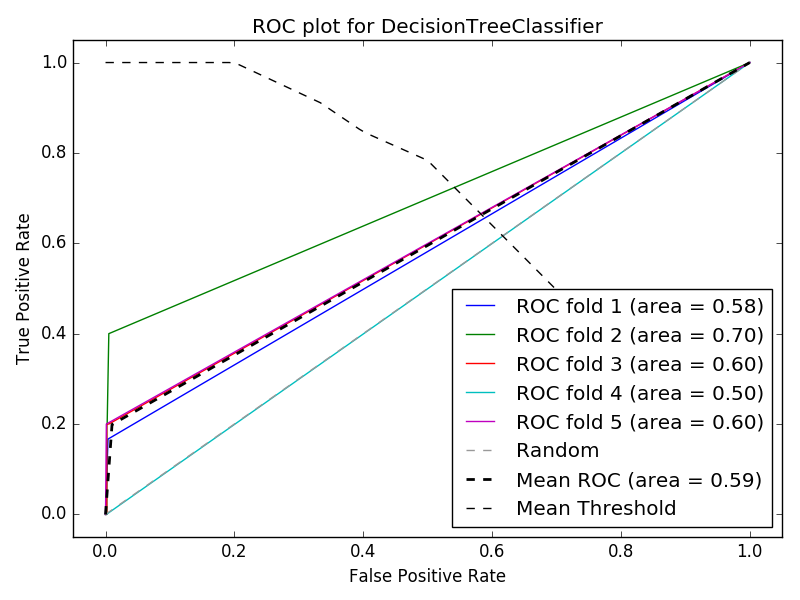 ROC plot for DecisionTreeClassifier
True Positive Rate
1.0
0.8
0.6
0.4
0.2
0.0
ROC fold 1 (area = 0.58)
ROC fold 2 (area = 0.70)
ROC fold 3 (area = 0.60)
ROC fold 4 (area = 0.50)
ROC fold 5 (area = 0.60)
Random
Mean ROC (area = 0.59)
Mean Threshold
0.0 0.2 0.4 0.6 0.8 1.0
False Positive Rate